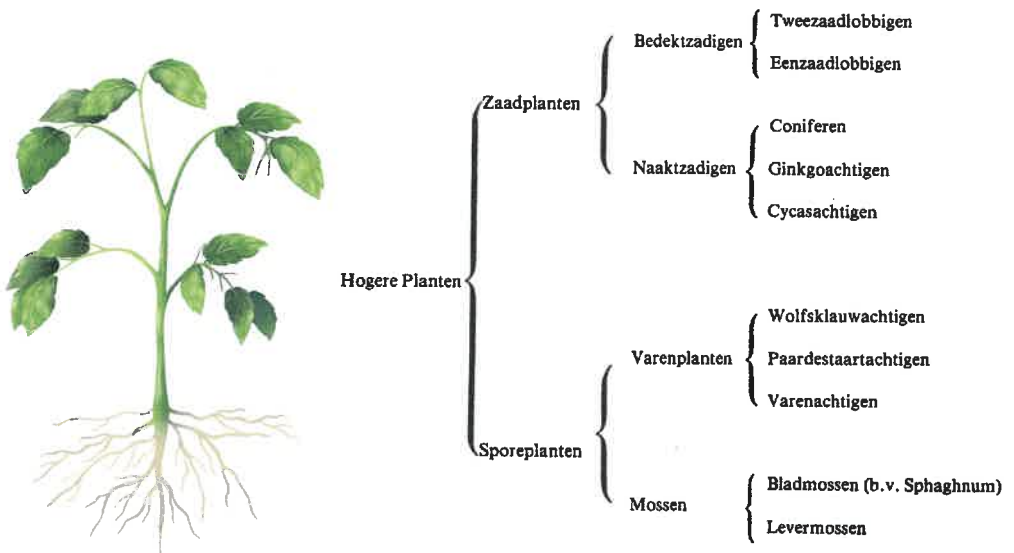 Hogere Planten
Zaadplanten
Bedektzadigen
Tweezaadlobbigen
Eenzaadlobbigen
Naaktzadigen
Coniferen
Ginkgoachtigen
Cycasachtigen
Sporeplanten
Varenplanten
Wolfsklauwachtigen
Paardestaartachtigen
Varenachtigen
Mossen
Bladmossen (b.v. Sphaghnum)
Levermossen